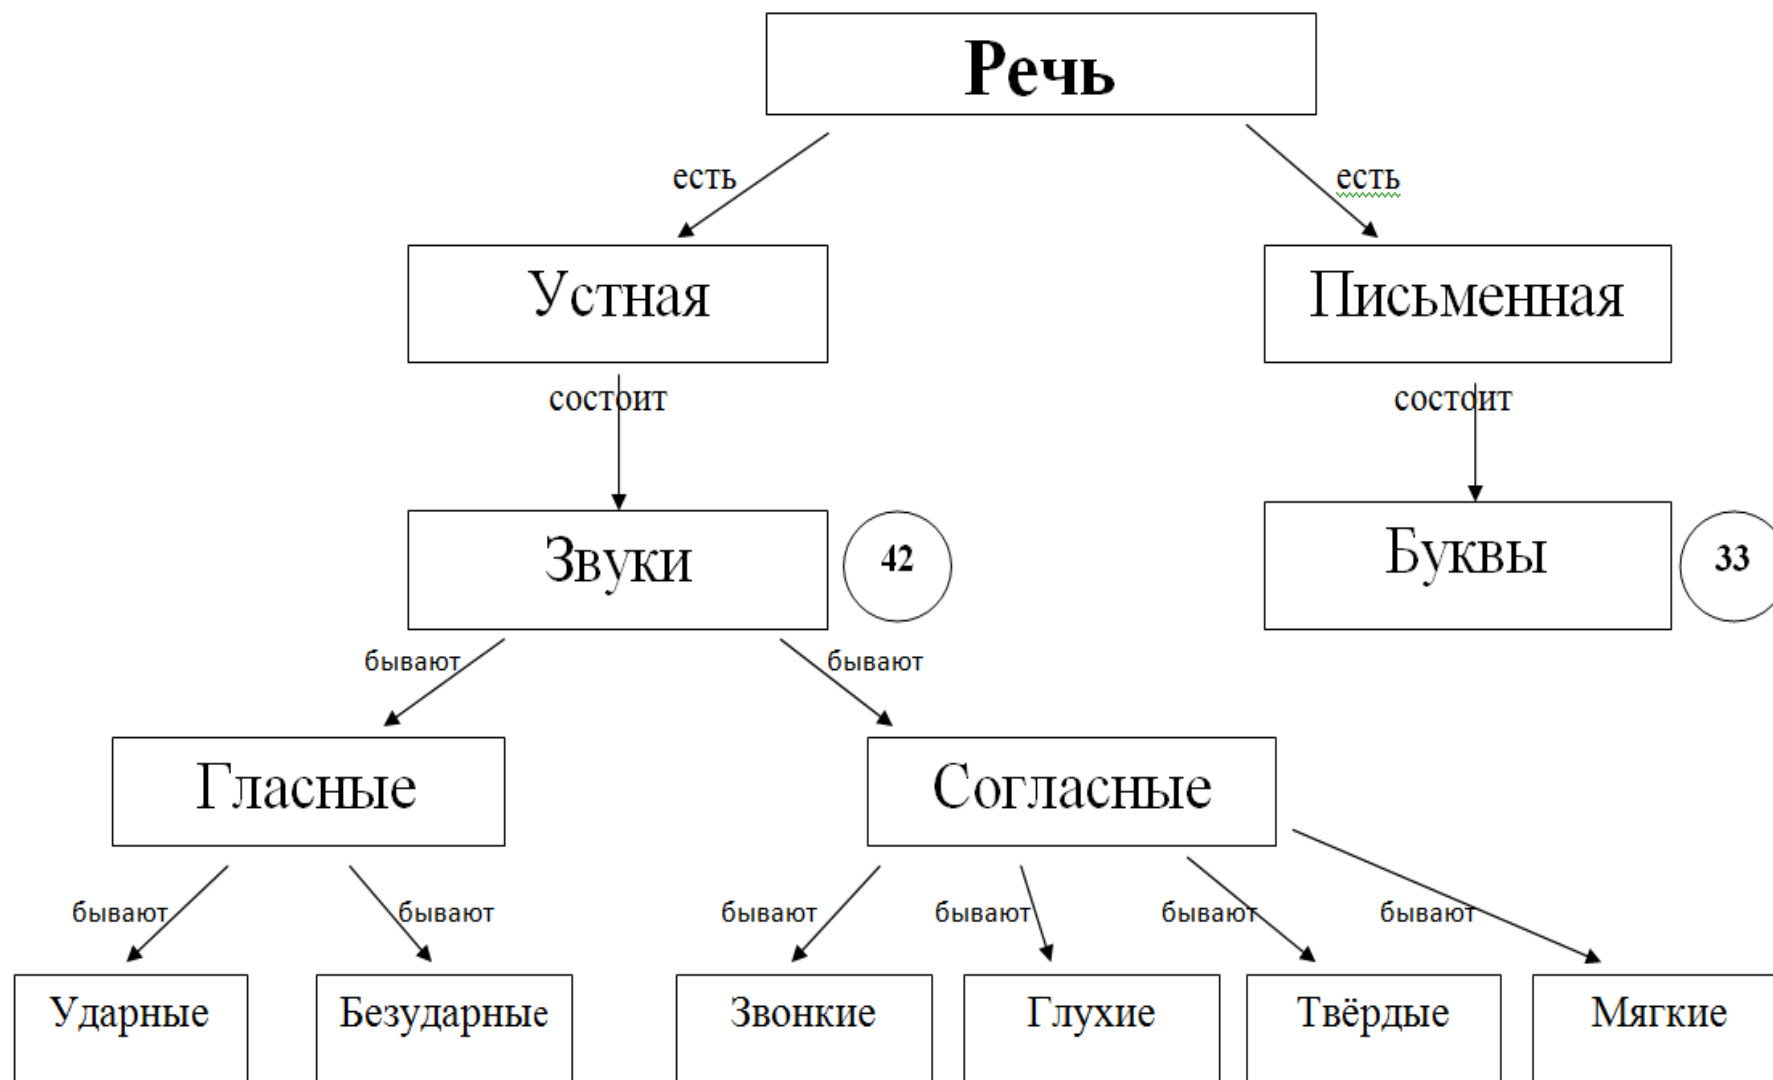 Речь
есть есть
Устная Письменная
состоит состоит
Звуки 42 Буквы 33
бывают бывают
Гласные Согласные
бывают бывают бывают бывают бывают бывают
Ударные Безударные Звонкие Глухие Твёрдые Мягкие